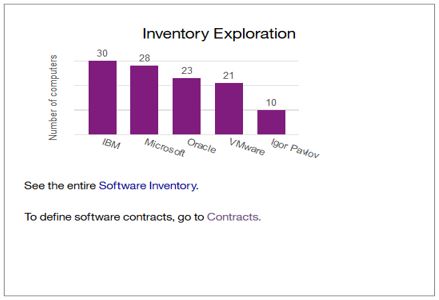 Inventory Exploration
Number of computers
30
28
23
21
10
IBM
Microsoft
Oracle
VMware
Igor Pavlov
See the entire Software Inventory.
To define software contracts, go to Contracts.